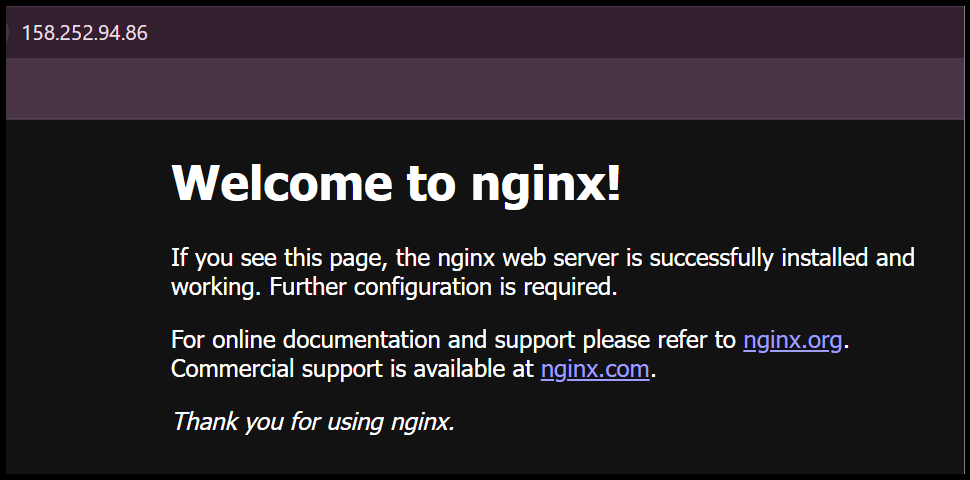 158.252.94.86
Welcome to nginx!
If you see this page, the nginx web server is successfully installed and
working. Further configuration is required.
For online documentation and support please refer to nginx.org.
Commercial support is available at nginx.com.
Thank you for using nginx.